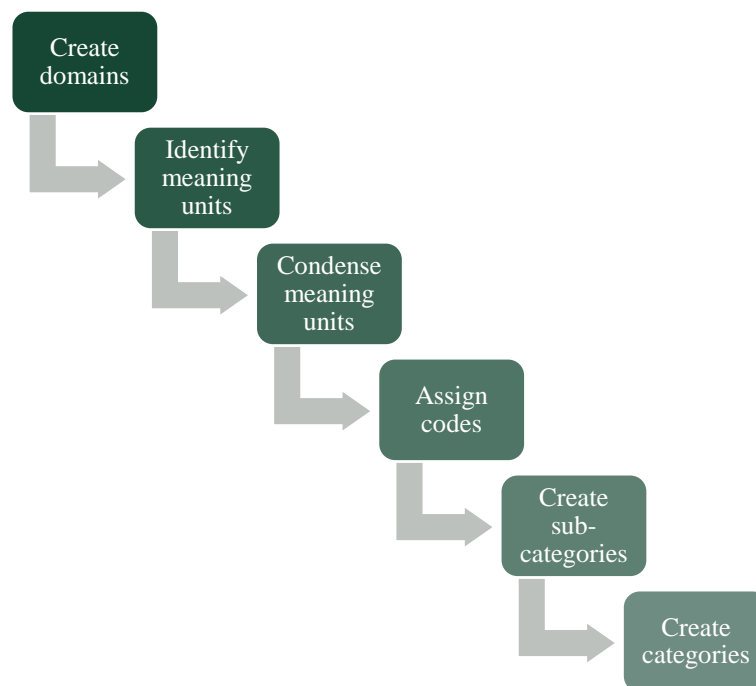 Create
domains
Identify
meaning
units
Condense
meaning
units
Assign
codes
Create
sub-
categories
Create
categories